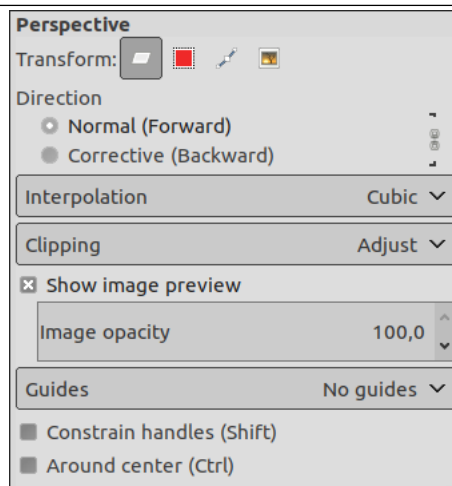 Perspective
Transform:
Direction
Normal (Forward)
Corrective (Backward)
Interpolation Cubic
Clipping Adjust
Show image preview
Image opacity 100,0
Guides No guides
Constrain handles (Shift)
Around center (Ctrl)